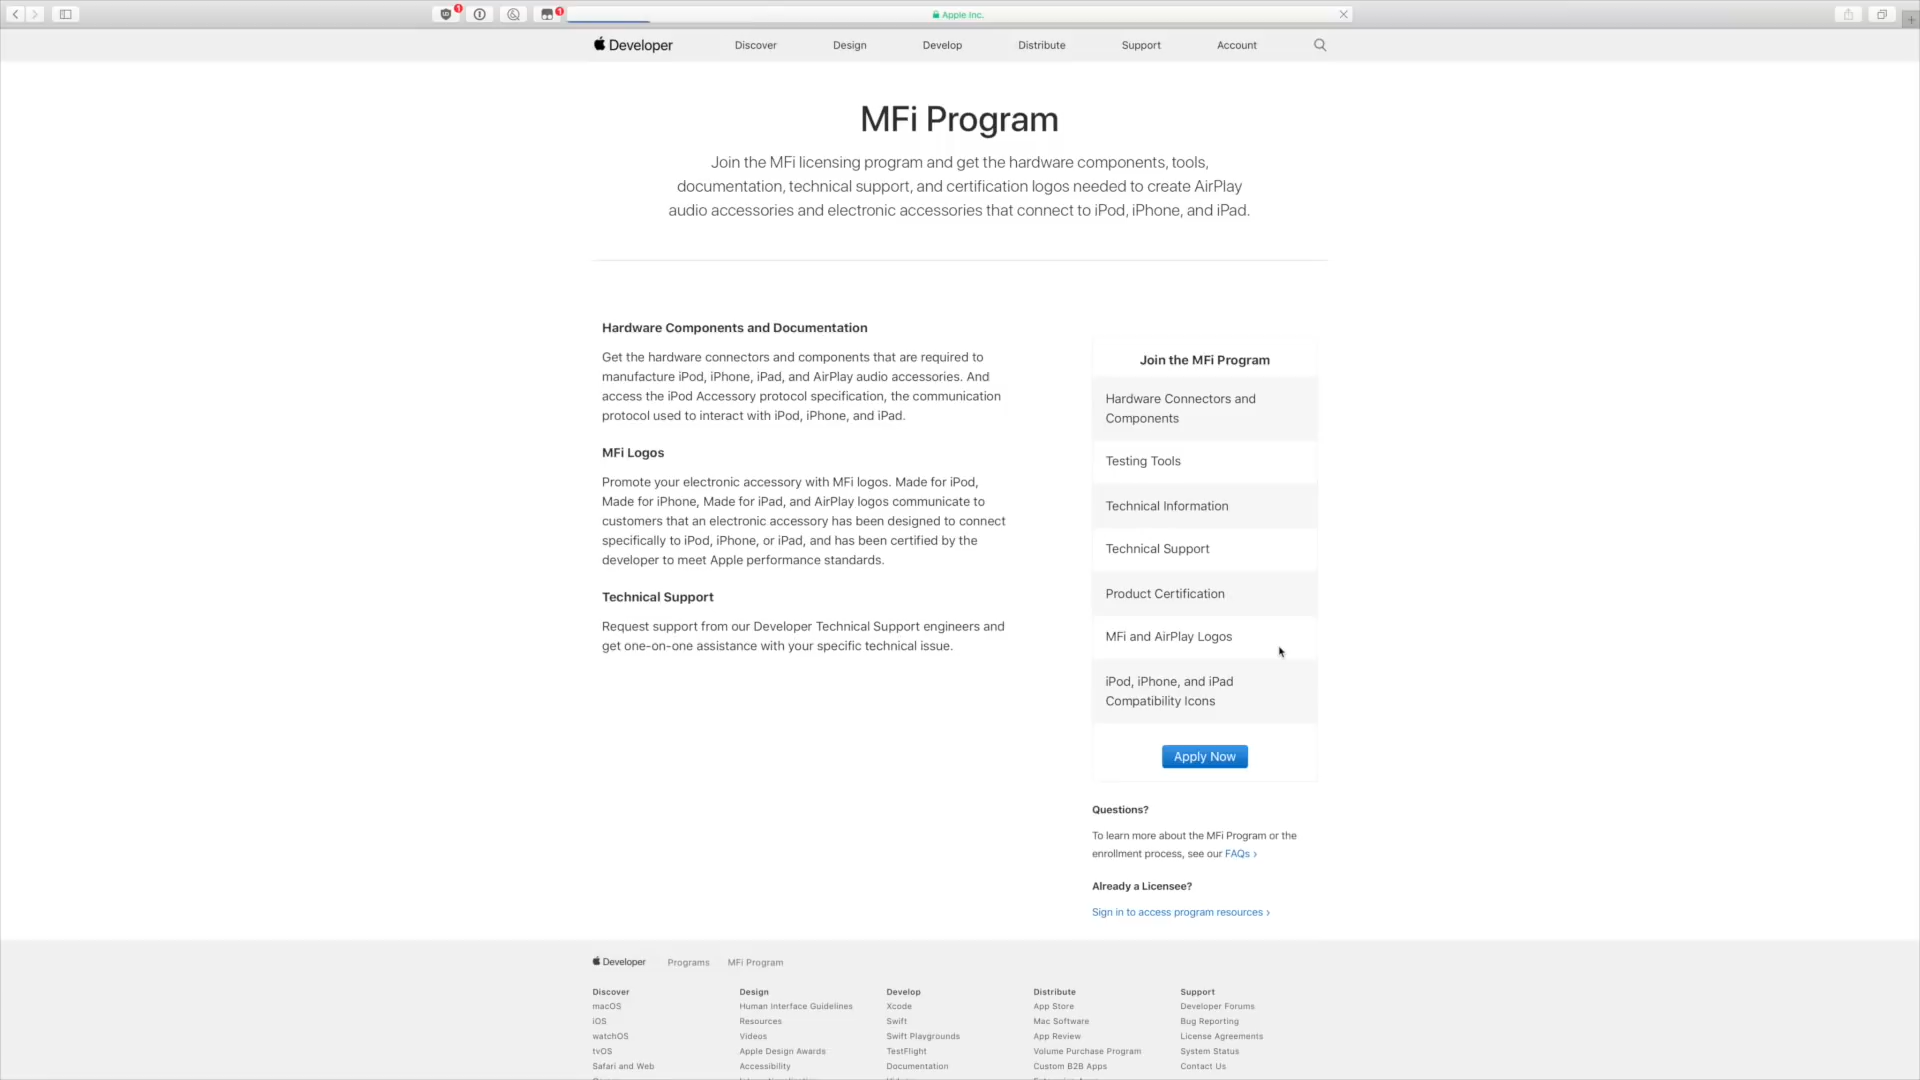 Apple Inc.
Developer
Discover
Design
Develop
Distribute
Support
Account
MFi Program
Join the MFi licensing program and get the hardware components, tools,
documentation, technical support, and certification logos needed to create AirPlay
audio accessories and electronic accessories that connect to iPod, iPhone, and iPad.
Hardware Components and Documentation
Get the hardware connectors and components that are required to
manufacture iPod, iPhone, iPad, and AirPlay audio accessories. And
access the iPod Accessory protocol specification, the communication
protocol used to interact with iPod, iPhone, and iPad.
MFi Logos
Promote your electronic accessory with MFi logos. Made for iPod,
Made for iPhone, Made for iPad, and AirPlay logos communicate to
customers that an electronic accessory has been designed to connect
specifically to iPod, iPhone, or iPad, and has been certified by the
developer to meet Apple performance standards.
Technical Support
Request support from our Developer Technical Support engineers and
get one-on-one assistance with your specific technical issue.
Join the MFi Program
Hardware Connectors and
Components
Testing Tools
Technical Information
Technical Support
Product Certification
MFi and AirPlay Logos
iPod, iPhone, and iPad
Compatibility Icons
Apply Now
Questions?
To learn more about the MFi Program or the
enrollment process, see our FAQs ›
Already a Licensee?
Sign in to access program resources ›
Developer
Programs
MFi Program
Discover
macOS
iOS
watchOS
tvOS
Safari and Web
Design
Human Interface Guidelines
Resources
Videos
Apple Design Awards
Accessibility
Develop
Xcode
Swift
Swift Playgrounds
TestFlight
Documentation
Distribute
App Store
Mac Software
App Review
Volume Purchase Program
Custom B2B Apps
Support
Developer Forums
Bug Reporting
License Agreements
System Status
Contact Us